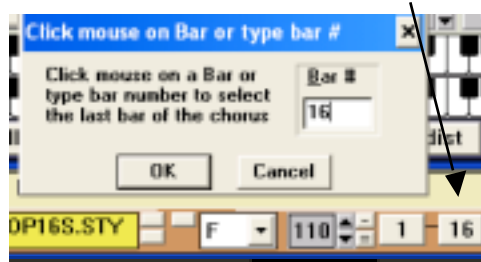 Click mouse on Bar or type bar #
Click mouse on a Bar or
type bar number to select
the last bar of the chorus
Bar #
16
OK
Cancel
dist
OP16S.STY
F
110
1
16